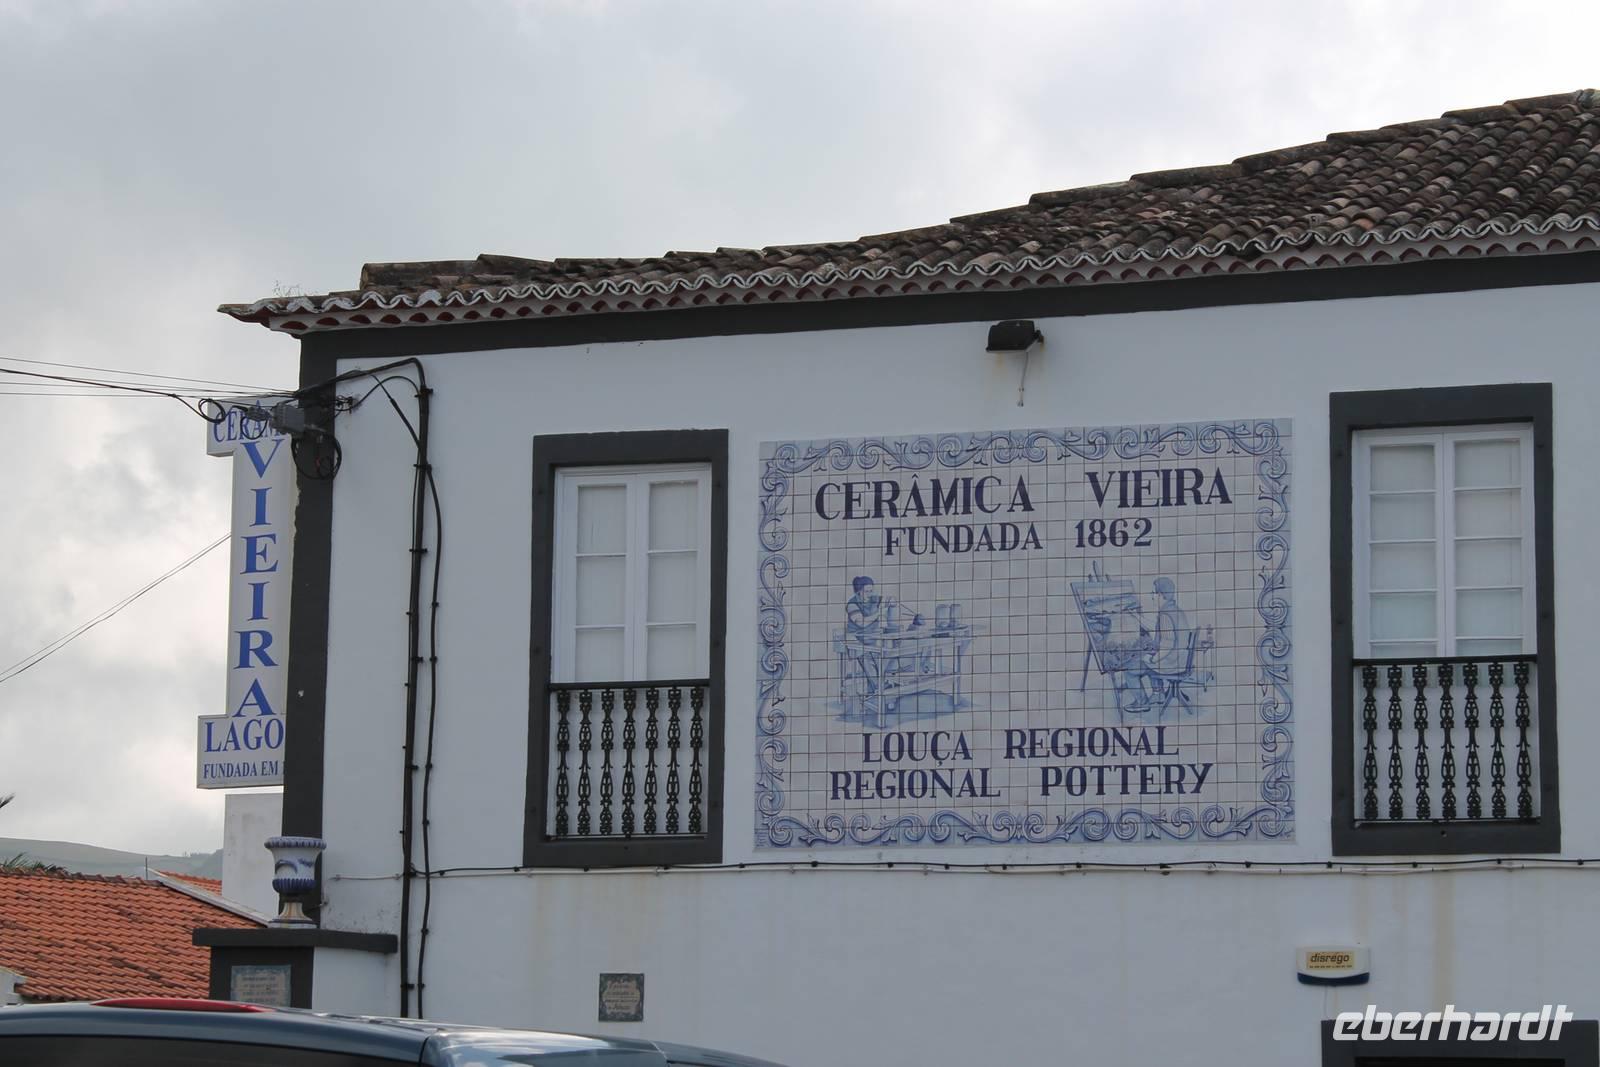 CERÂMICA VIEIRA
FUNDADA 1862
LOUÇA REGIONAL
REGIONAL POTTERY
VIEIRA
LAGO
FUNDADA EM
disrego
eberhardt